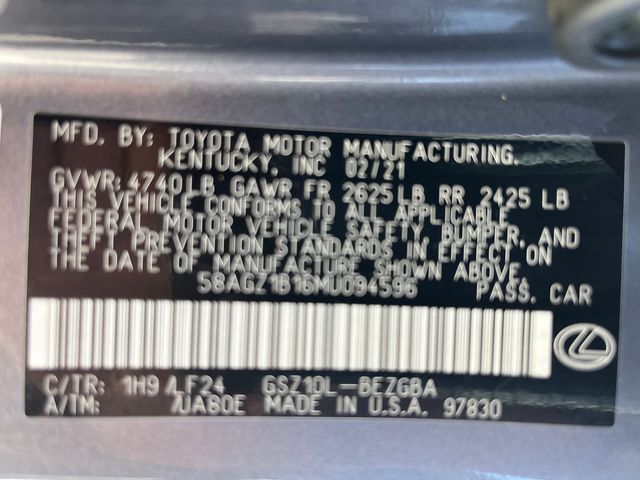 MFD. BY: TOYOTA MOTOR MANUFACTURING.
KENTUCKY, INC 02/21
GVWR: 4740 LB, GAWR FR 2625 LB RR 2425 LB
THIS VEHICLE CONFORMS TO ALL APPLICABLE
FEDERAL MOTOR VEHICLE SAFETY, BUMPER, AND
THEFT PREVENTION STANDARDS IN EFFECT ON
THE DATE OF MANUFACTURE SHOWN ABOVE.
58AGZ1B16MU094596 PASS. CAR
C/TR: 1H9 / LF24 GSZ10L-BEZGBA
A/TM: /UA80E MADE IN U.S.A. 97830